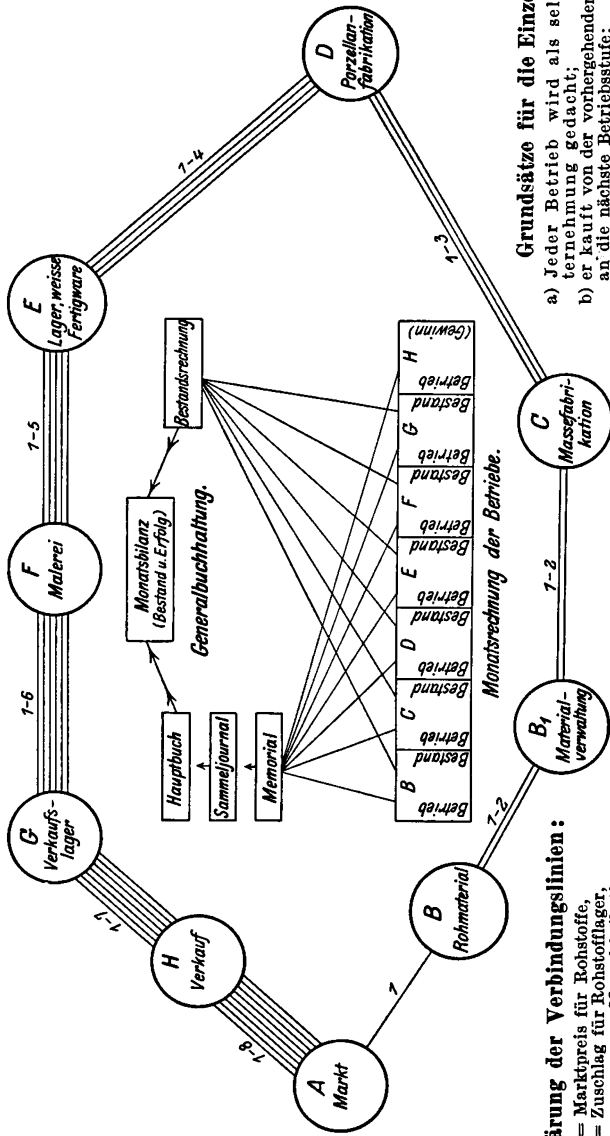 D
Porzellan-
fabrikation
1-4
E
Lager, weisse
Fertigware
1-3
1-5
C
Massefabri-
kation
F
Malerei
1-2
1-6
B₁
Material-
verwaltung
G
Verkaufs-
lager
1-2
1-7
B
Rohmaterial
H
Verkauf
1
1-8
A
Markt
Bestandsrechnung
Monatsbilanz
(Bestand u. Erfolg)
Generalbuchhaltung.
Hauptbuch
Sammeljournal
Memorial
B
Betrieb
Bestand
C
Betrieb
Bestand
D
Betrieb
Bestand
E
Betrieb
Bestand
F
Betrieb
Bestand
G
Betrieb
Bestand
H
Betrieb
(Gewinn)
Monatsrechnung der Betriebe.
ärung der Verbindungslinien:
= Marktpreis für Rohstoffe,
= Zuschlag für Rohstofflager,
Grundsätze für die Einze
a) Jeder Betrieb wird als sel
ternehmung gedacht;
b) er kauft von der vorhergehenden
an die nächste Betriebsstufe;